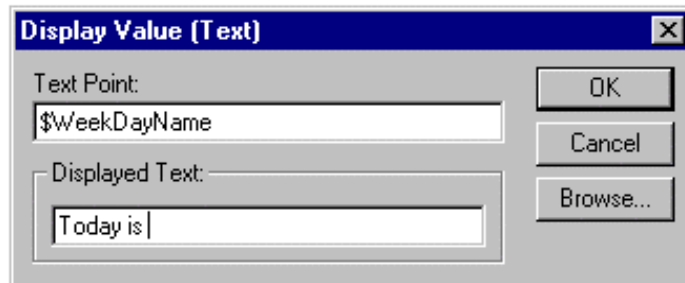 Display Value (Text)
Text Point:
$WeekDayName
Displayed Text:
Today is
OK
Cancel
Browse...